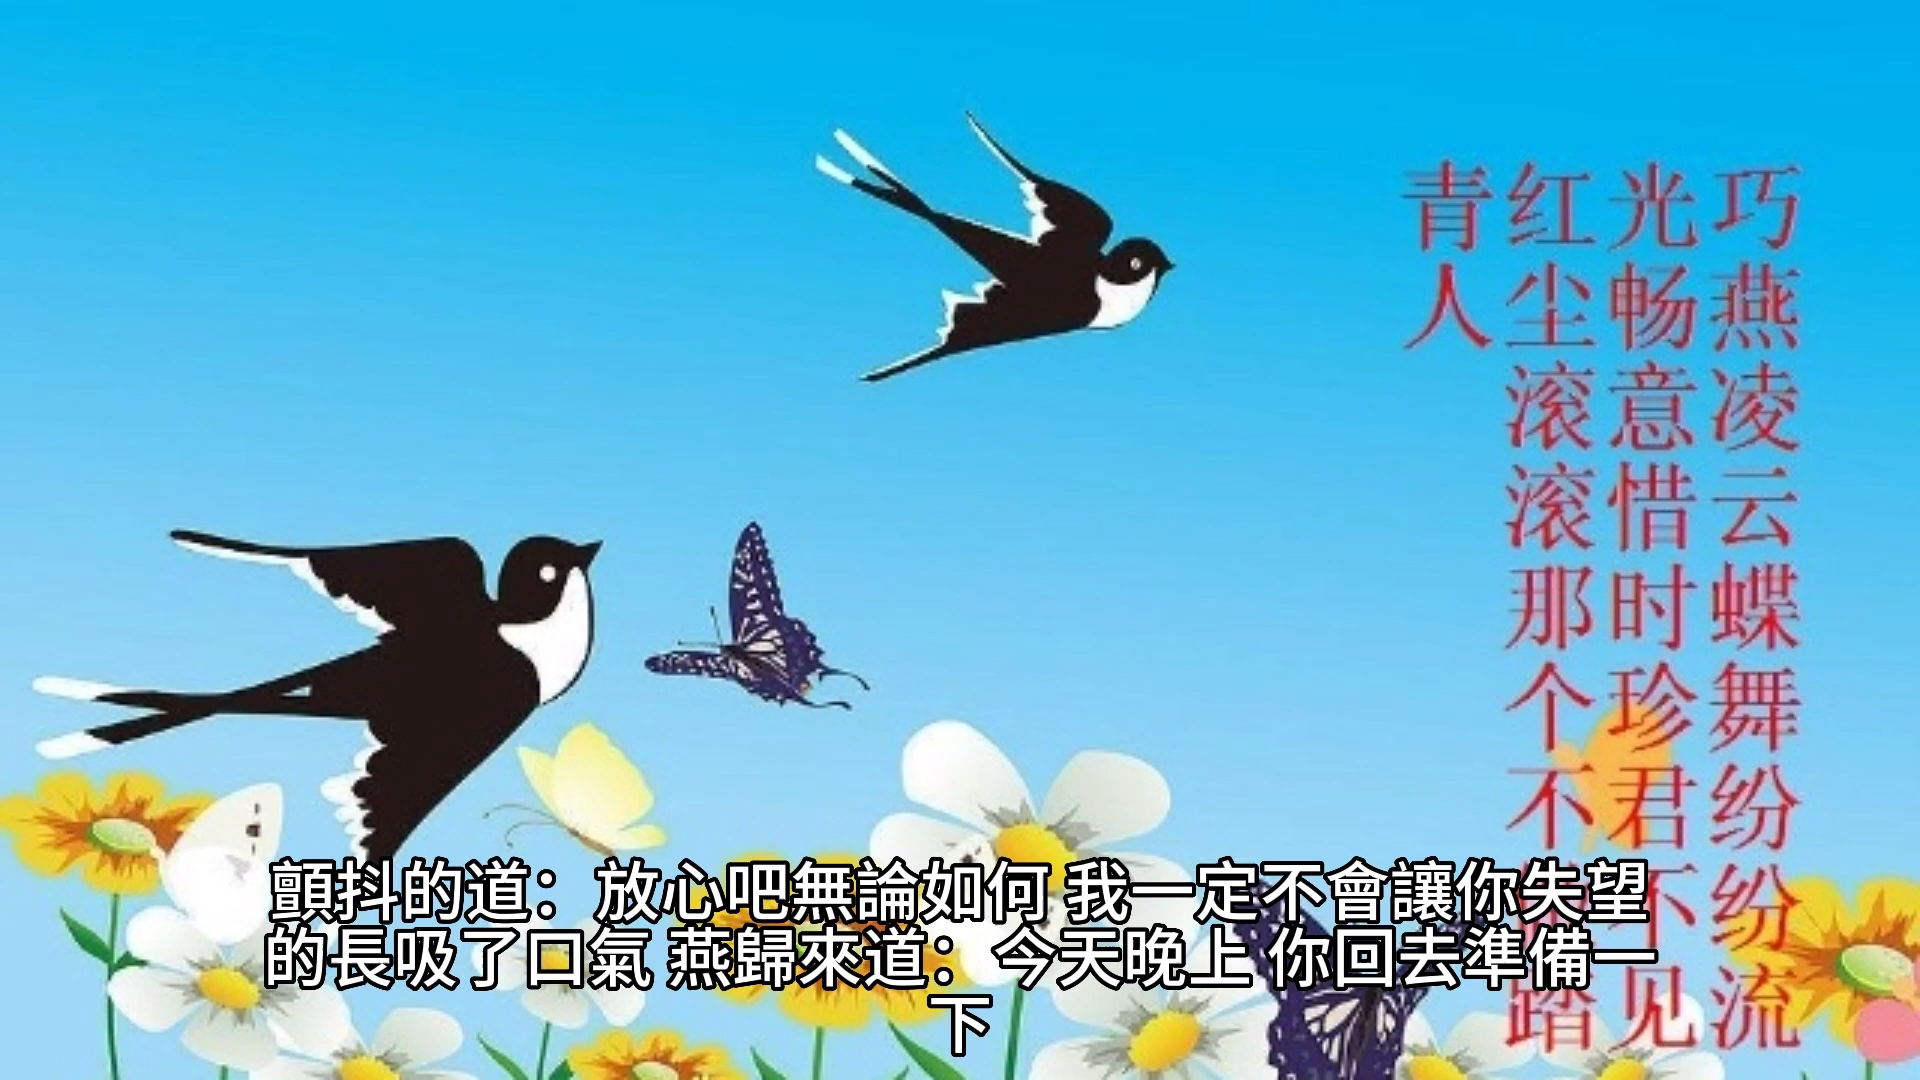 巧燕凌云蝶舞纷纷流
光畅意惜时珍君不见
红尘滚滚那个不踏
青人
顫抖的道：放心吧無論如何 我一定不會讓你失望
的長吸了口氣 燕歸來道：今天晚上 你回去準備一
下